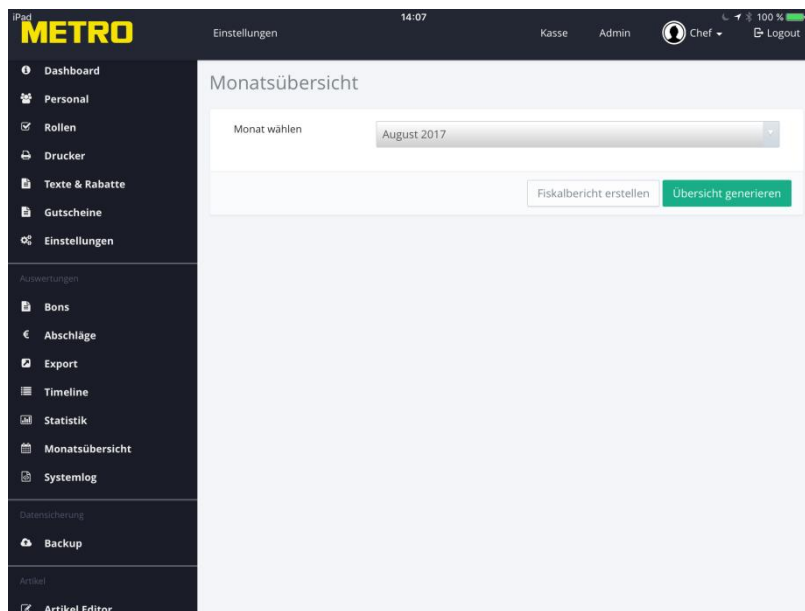 iPad
14:07
100 %
METRO
Einstellungen
Kasse
Admin
Chef
Logout
Dashboard
Personal
Rollen
Drucker
Texte & Rabatte
Gutscheine
Einstellungen
Auswertungen
Bons
Abschläge
Export
Timeline
Statistik
Monatsübersicht
Systemlog
Datensicherung
Backup
Artikel
Artikel Editor
Monatsübersicht
Monat wählen
August 2017
Fiskalbericht erstellen
Übersicht generieren